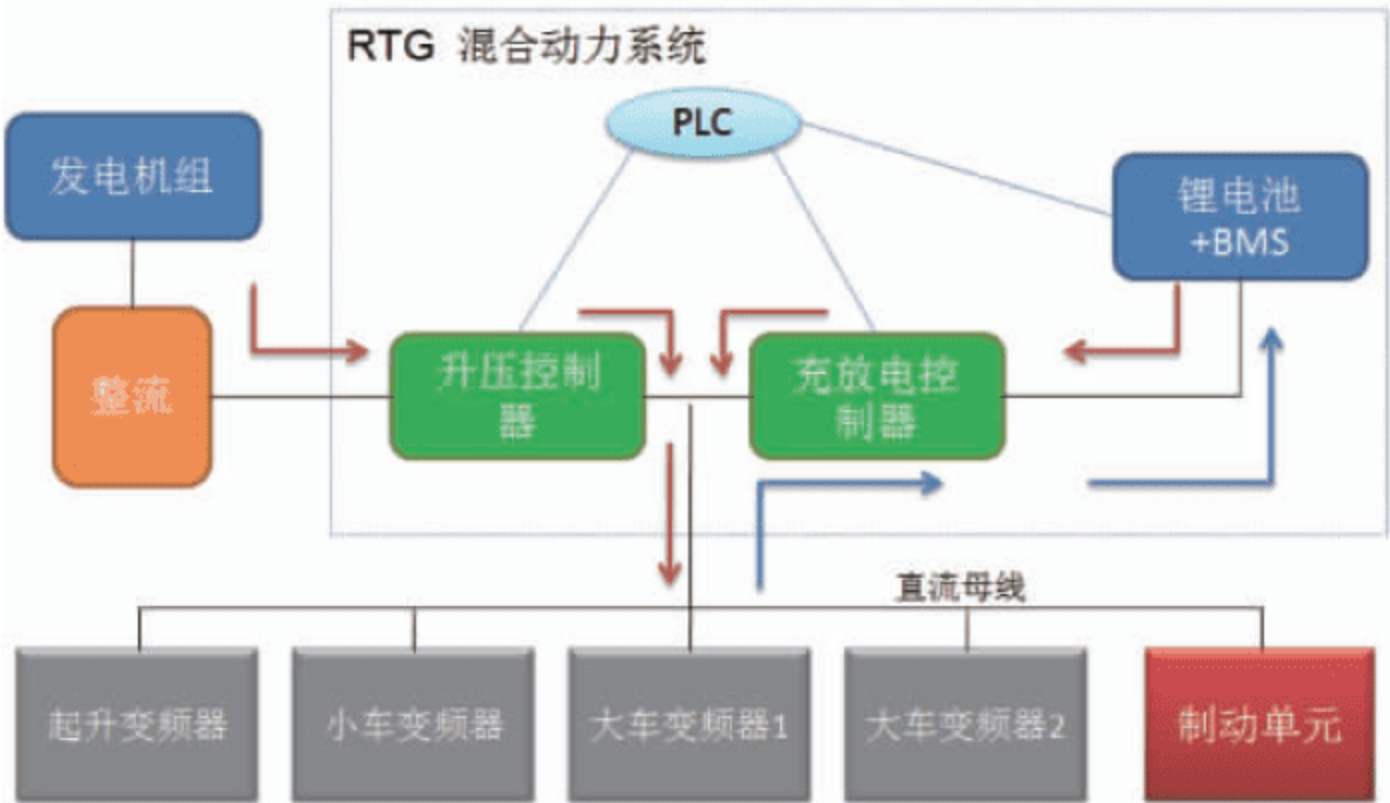 RTG 混合动力系统
PLC
发电机组
锂电池
+BMS
整流
升压控制
器
充放电控
制器
直流母线
起升变频器
小车变频器
大车变频器1
大车变频器2
制动单元